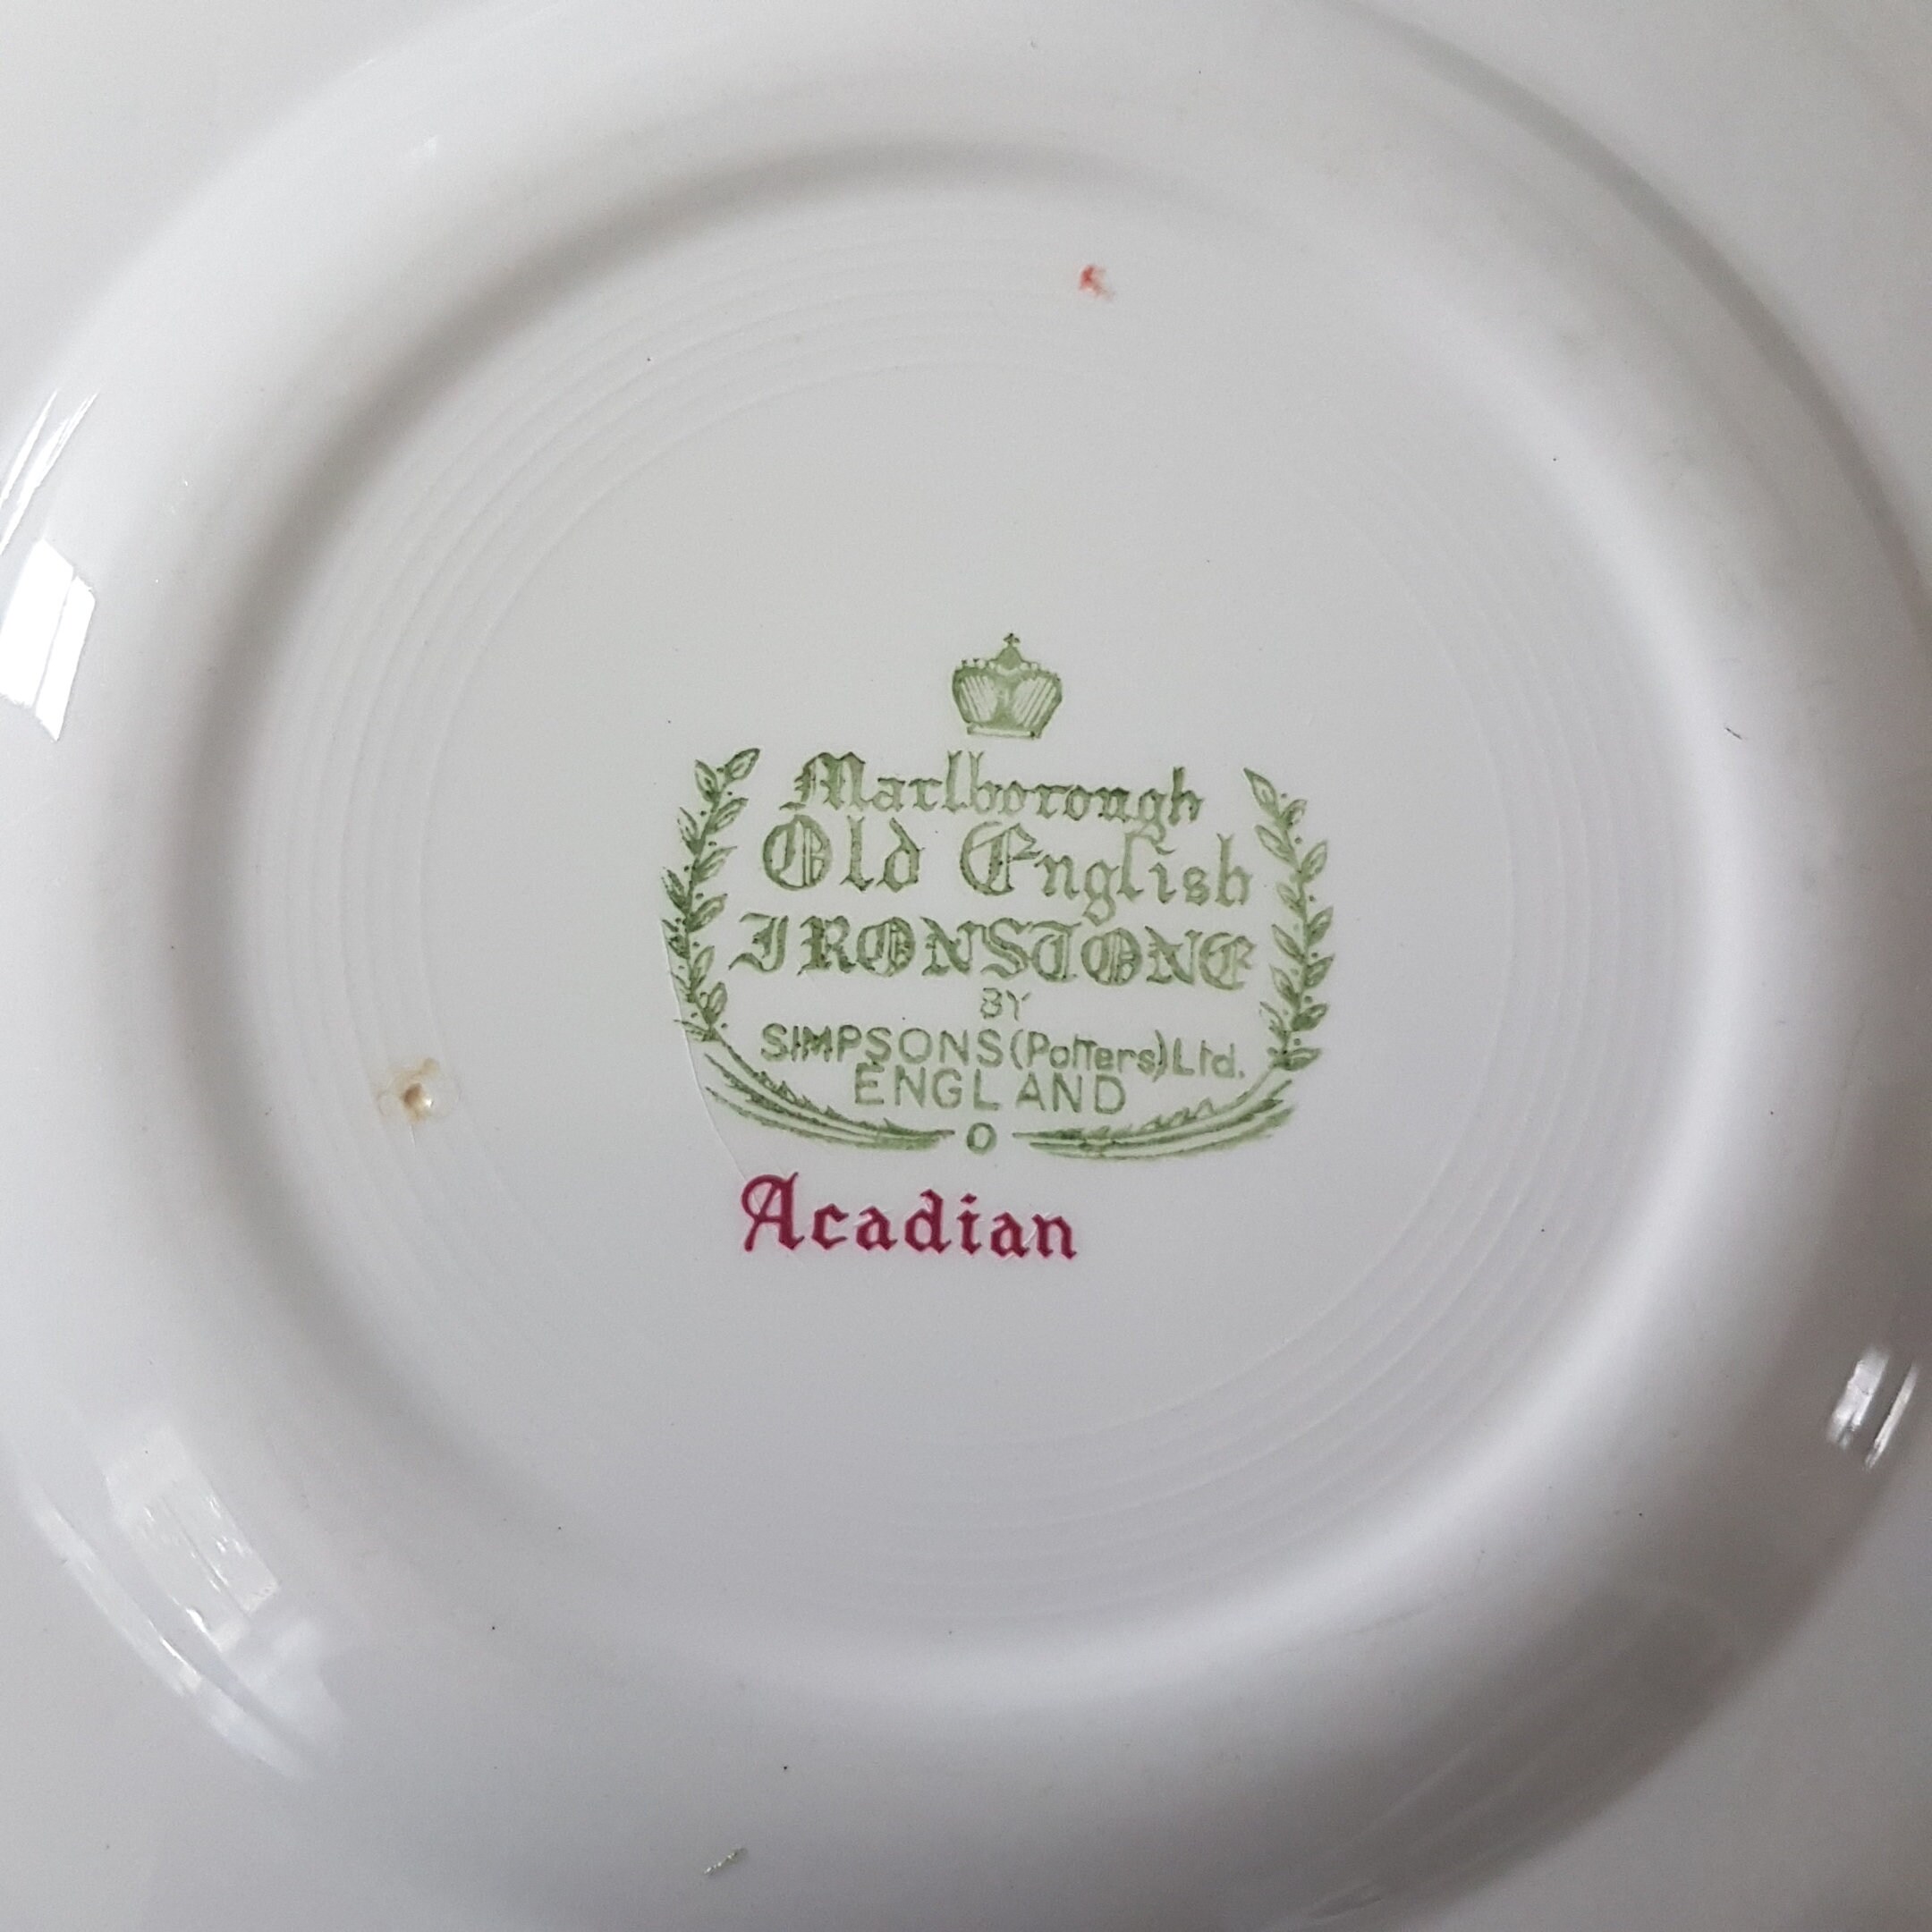 Marlborough
Old English
IRONSTONE
BY
SIMPSONS (Potters) Ltd.
ENGLAND
O
Acadian